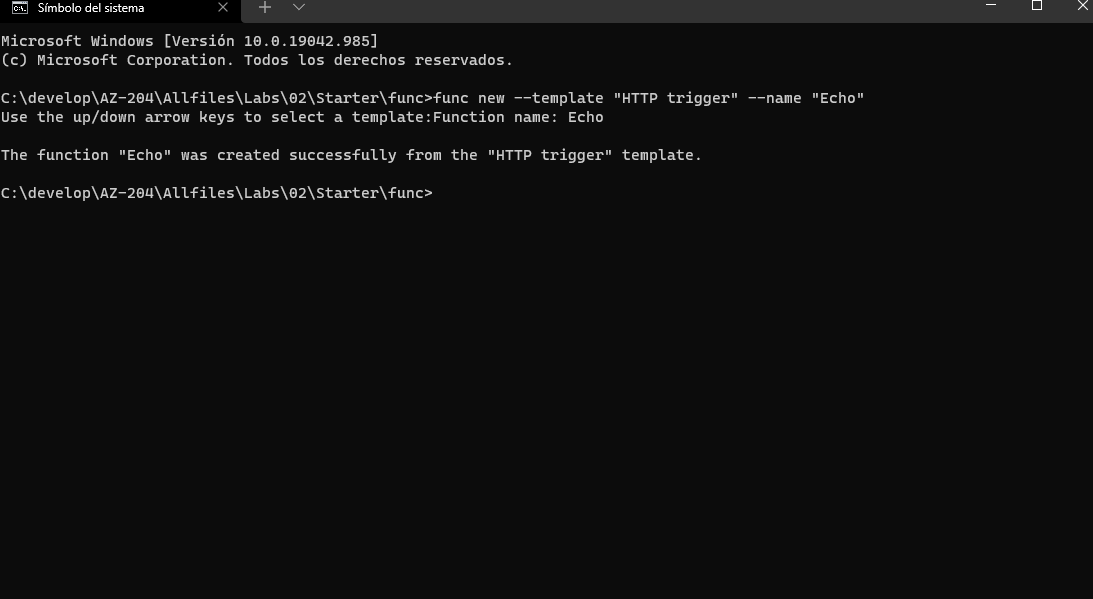 Símbolo del sistema
Microsoft Windows [Versión 10.0.19042.985]
(c) Microsoft Corporation. Todos los derechos reservados.
C:\develop\AZ-204\Allfiles\Labs\02\Starter\func>func new --template "HTTP trigger" --name "Echo"
Use the up/down arrow keys to select a template:Function name: Echo
The function "Echo" was created successfully from the "HTTP trigger" template.
C:\develop\AZ-204\Allfiles\Labs\02\Starter\func>